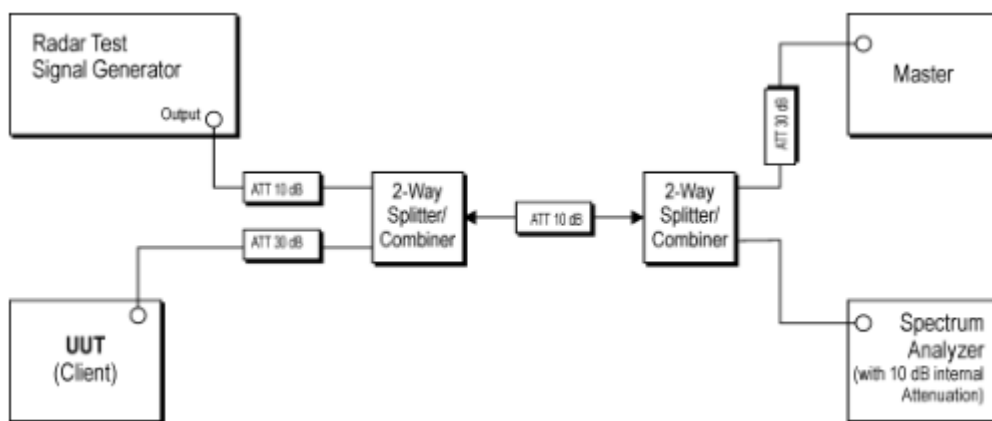 Radar Test
Signal Generator
Output
ATT 10 dB
2-Way
Splitter/
Combiner
ATT 30 dB
UUT
(Client)
ATT 10 dB
2-Way
Splitter/
Combiner
ATT 30 dB
Master
Spectrum
Analyzer
(with 10 dB internal
Attenuation)